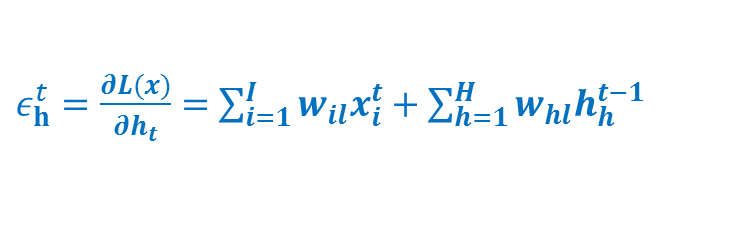 ϵ_𝐡^t = ∂L(x)/∂h_t = ∑_{i=1}^{I} w_{il} x_i^t + ∑_{h=1}^{H} w_{hl} h_h^{t−1}